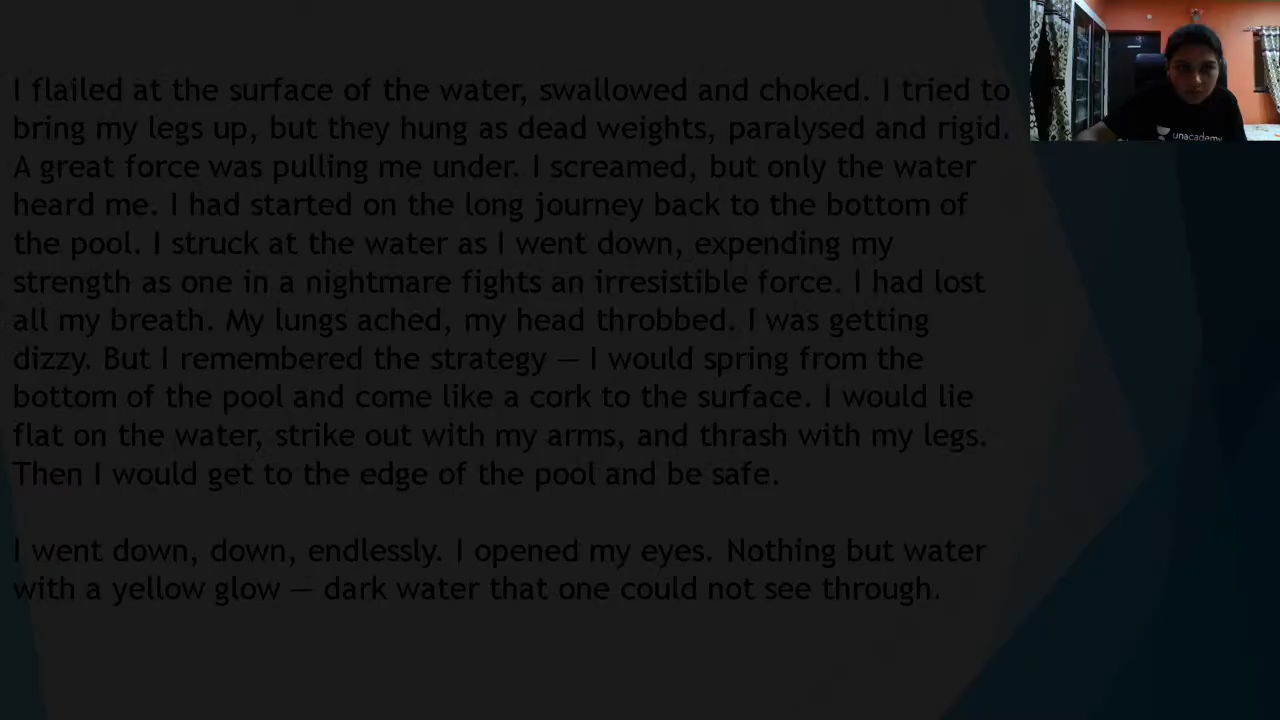 I flailed at the surface of the water, swallowed and choked. I tried to
bring my legs up, but they hung as dead weights, paralysed and rigid.
A great force was pulling me under. I screamed, but only the water
heard me. I had started on the long journey back to the bottom of
the pool. I struck at the water as I went down, expending my
strength as one in a nightmare fights an irresistible force. I had lost
all my breath. My lungs ached, my head throbbed. I was getting
dizzy. But I remembered the strategy — I would spring from the
bottom of the pool and come like a cork to the surface. I would lie
flat on the water, strike out with my arms, and thrash with my legs.
Then I would get to the edge of the pool and be safe.
I went down, down, endlessly. I opened my eyes. Nothing but water
with a yellow glow — dark water that one could not see through.
unacademy